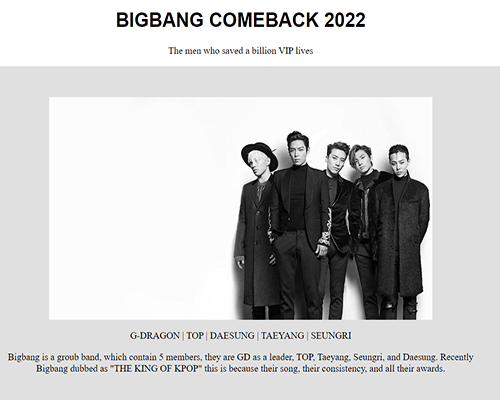 BIGBANG COMEBACK 2022
The men who saved a billion VIP lives
G-DRAGON | TOP | DAESUNG | TAEYANG | SEUNGRI
Bigbang is a groub band, which contain 5 members, they are GD as a leader, TOP, Taeyang, Seungri, and Daesung. Recently
Bigbang dubbed as "THE KING OF KPOP" this is because their song, their consistency, and all their awards.